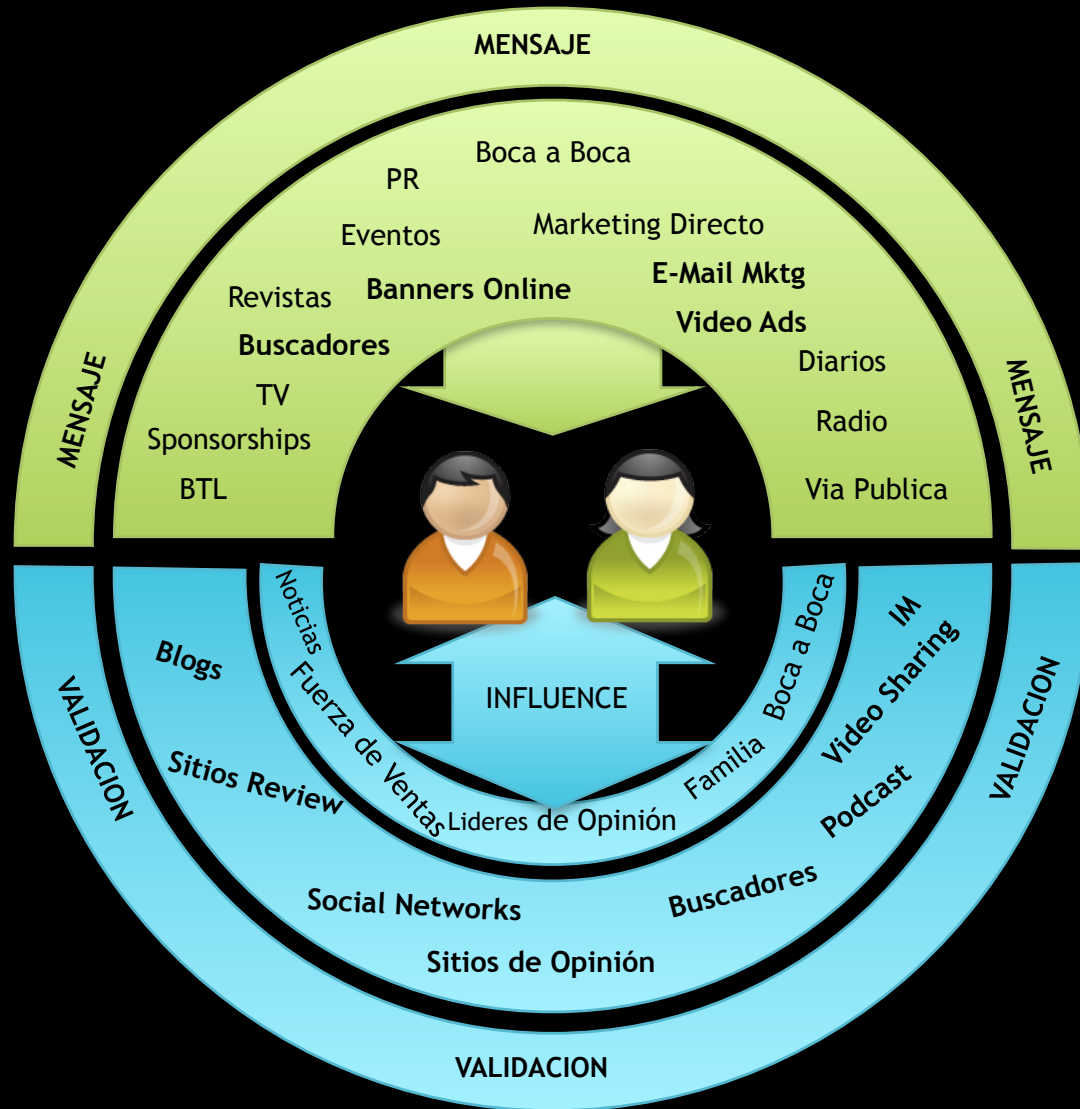 MENSAJE
Boca a Boca
PR
Marketing Directo
Eventos
E-Mail Mktg
Banners Online
Revistas
Video Ads
Buscadores
Diarios
MENSAJE
MENSAJE
TV
Radio
Sponsorships
BTL
Via Publica
Noticias
Boca a Boca
IM
Blogs
Video Sharing
Fuerza de Ventas
INFLUENCE
VALIDACION
VALIDACION
Sitios Review
Familia
Podcast
Lideres de Opinión
Social Networks
Buscadores
Sitios de Opinión
VALIDACION